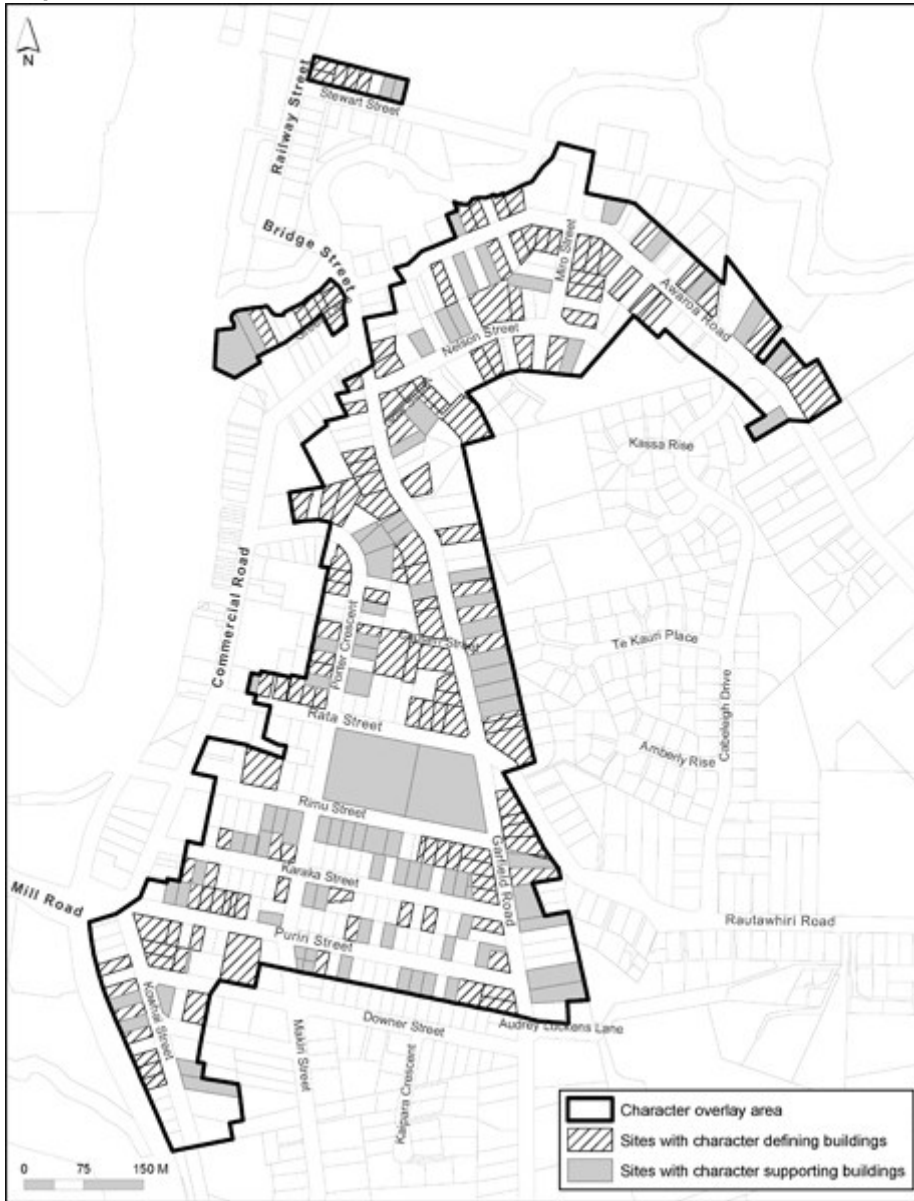 N
Stewart Street
Railway Street
Bridge Street
Miro Street
Awaroa Road
Nelson Street
Kassa Rise
Commercial Road
Porter Crescent
Te Kauri Place
Cabeleigh Drive
Rata Street
Amberly Rise
Rimu Street
Garfield Road
Karaka Street
Mill Road
Rautawhiri Road
Puriri Street
Kowhai Street
Downer Street
Audrey Luckens Lane
Makiri Street
Kaipara Crescent
Character overlay area
Sites with character defining buildings
Sites with character supporting buildings
0 75 150 M